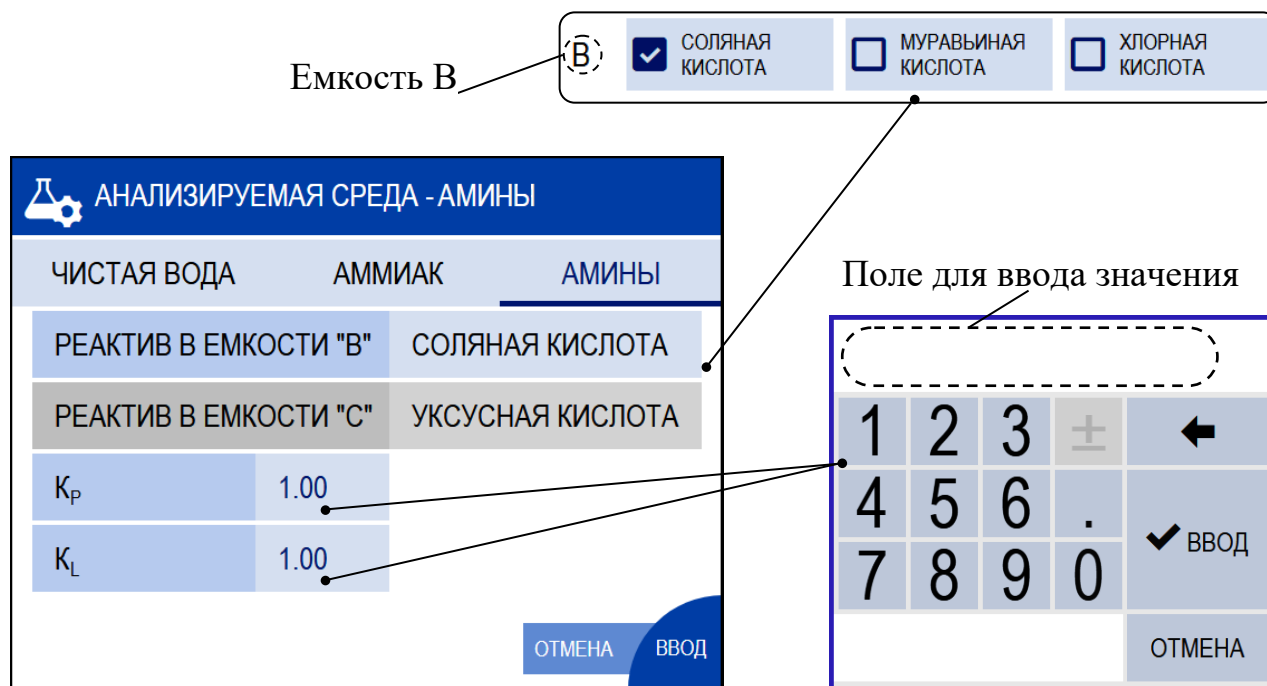 В
СОЛЯНАЯ
КИСЛОТА
МУРАВЬИНАЯ
КИСЛОТА
ХЛОРНАЯ
КИСЛОТА
Емкость В
АНАЛИЗИРУЕМАЯ СРЕДА - АМИНЫ
ЧИСТАЯ ВОДА АММИАК АМИНЫ
РЕАКТИВ В ЕМКОСТИ "В" СОЛЯНАЯ КИСЛОТА
РЕАКТИВ В ЕМКОСТИ "С" УКСУСНАЯ КИСЛОТА
KP 1.00
KL 1.00
ОТМЕНА ВВОД
Поле для ввода значения
1 2 3 ±
4 5 6 .
ВВОД
7 8 9 0
ОТМЕНА